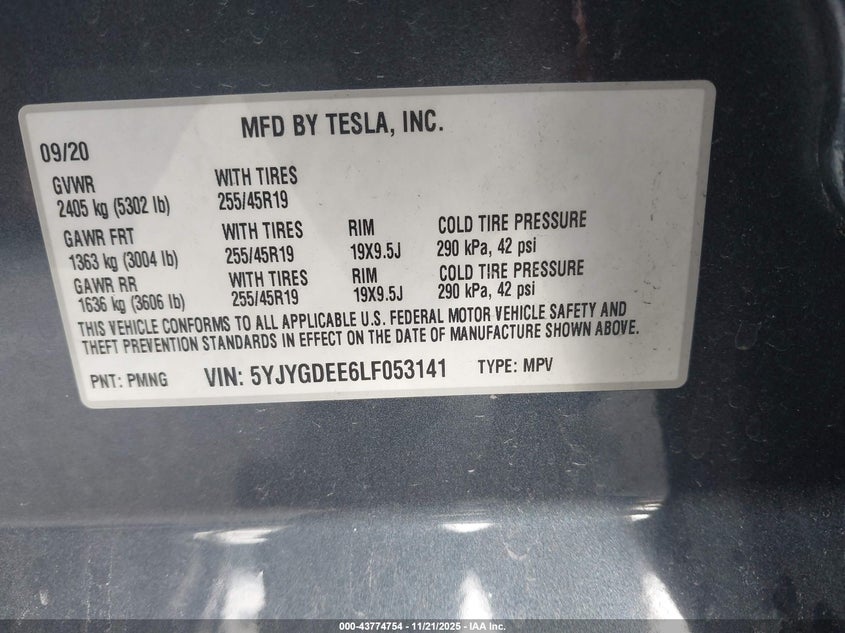 MFD BY TESLA, INC.
09/20
GVWR WITH TIRES
2405 kg (5302 lb) 255/45R19
GAWR FRT WITH TIRES RIM COLD TIRE PRESSURE
1363 kg (3004 lb) 255/45R19 19X9.5J 290 kPa, 42 psi
GAWR RR WITH TIRES RIM COLD TIRE PRESSURE
1636 kg (3606 lb) 255/45R19 19X9.5J 290 kPa, 42 psi
THIS VEHICLE CONFORMS TO ALL APPLICABLE U.S. FEDERAL MOTOR VEHICLE SAFETY AND
THEFT PREVENTION STANDARDS IN EFFECT ON THE DATE OF MANUFACTURE SHOWN ABOVE.
PNT: PMNG VIN: 5YJYGDEE6LF053141 TYPE: MPV
000-43774754 - 11/21/2025 - IAA Inc.